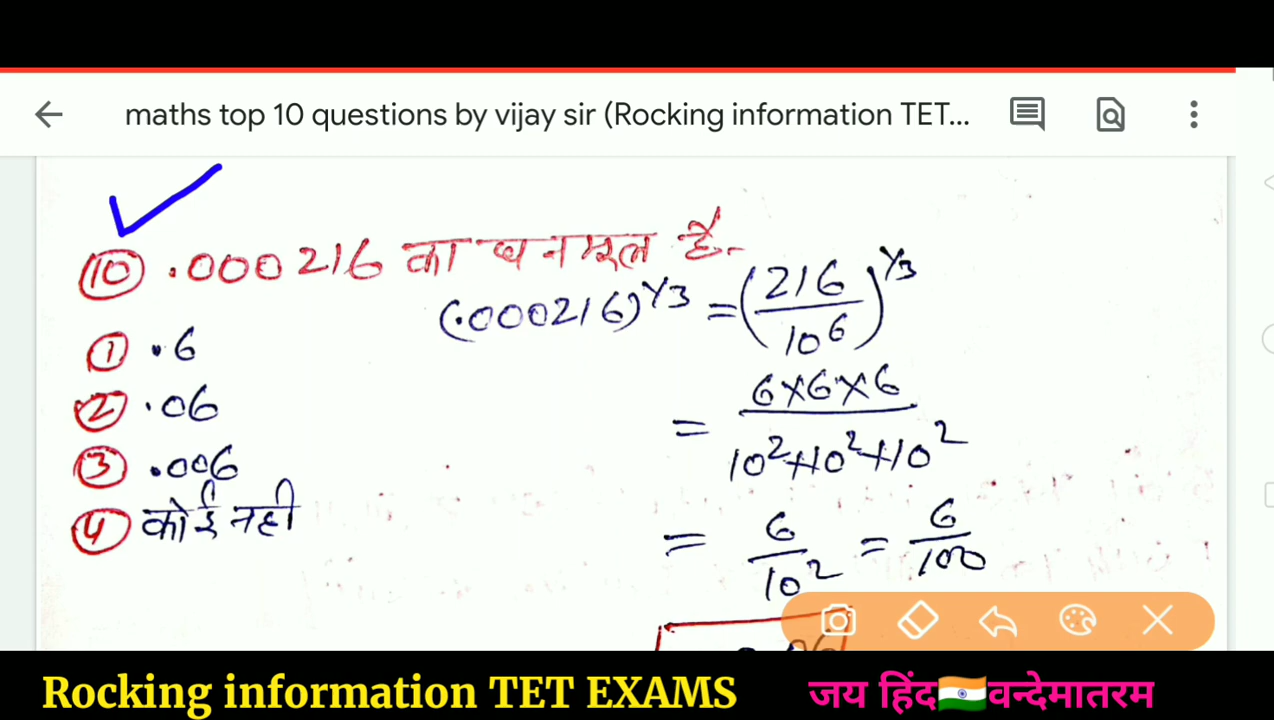 maths top 10 questions by vijay sir (Rocking information TET...
10 .000216 का घनमूल है-
(.000216)^1/3 = (216/10^6)^1/3
1 .6
= 6×6×6/10^2×10^2×10^2
2 .06
3 .006
4 कोई नही
= 6/10^2 = 6/100
Rocking information TET EXAMS जय हिंद🇮🇳वन्देमातरम